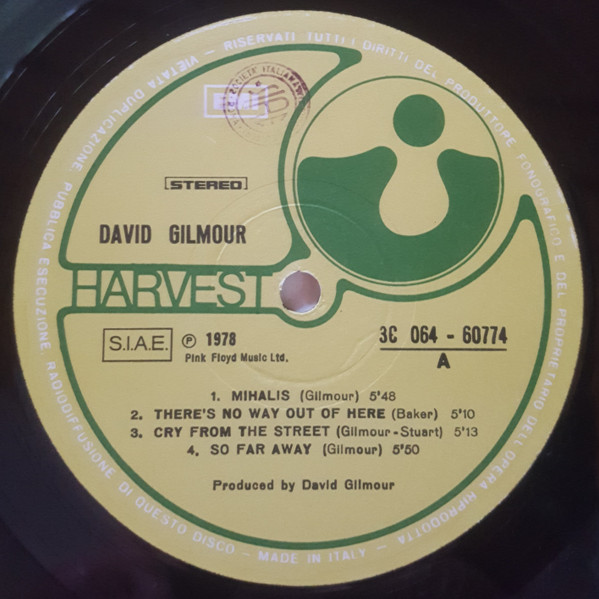 VIETATA DUPLICAZIONE, PUBBLICA ESECUZIONE, RADIODIFFUSIONE DI QUESTO DISCO - MADE IN ITALY - RISERVATI TUTTI I DIRITTI DEL PRODUTTORE FONOGRAFICO E DEL PROPRIETARIO DELL'OPERA RIPRODOTTA
EMI
SOCIETÀ ITALIANA
STEREO
DAVID GILMOUR
HARVEST
S.I.A.E.
℗ 1978
Pink Floyd Music Ltd.
3C 064 - 60774
A
1. MIHALIS (Gilmour) 5'48
2. THERE'S NO WAY OUT OF HERE (Baker) 5'10
3. CRY FROM THE STREET (Gilmour-Stuart) 5'13
4. SO FAR AWAY (Gilmour) 5'50
Produced by David Gilmour